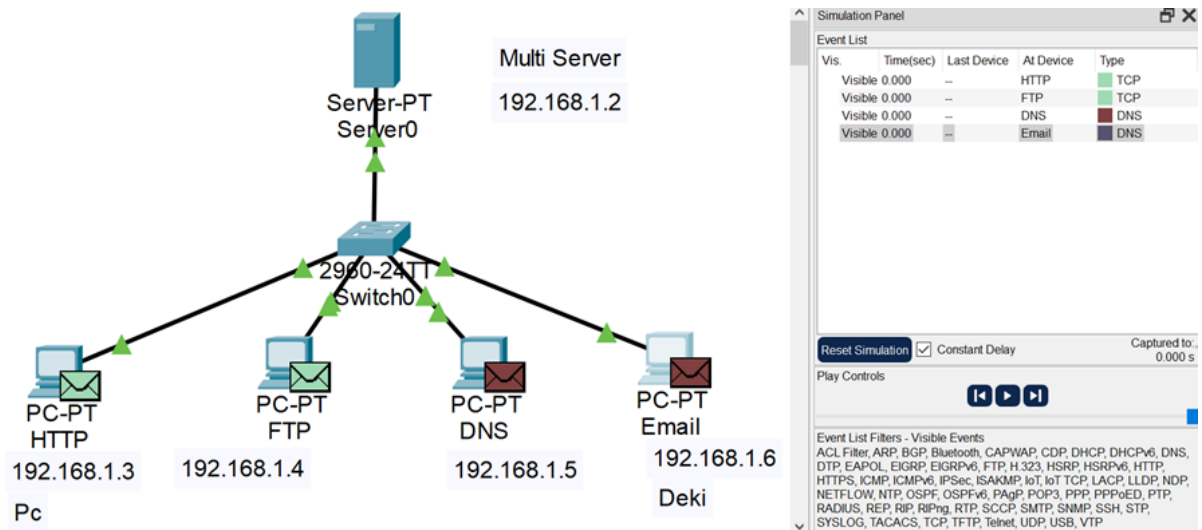 Multi Server
192.168.1.2
Server-PT
Server0
2960-24TT
Switch0
PC-PT
HTTP
192.168.1.3
Pc
PC-PT
FTP
192.168.1.4
PC-PT
DNS
192.168.1.5
PC-PT
Email
192.168.1.6
Deki
Simulation Panel
Event List
Vis. Time(sec) Last Device At Device Type
Visible 0.000 -- HTTP TCP
Visible 0.000 -- FTP TCP
Visible 0.000 -- DNS DNS
Visible 0.000 -- Email DNS
Reset Simulation Constant Delay Captured to:
0.000 s
Play Controls
Event List Filters - Visible Events
ACL Filter, ARP, BGP, Bluetooth, CAPWAP, CDP, DHCP, DHCPv6, DNS,
DTP, EAPOL, EIGRP, EIGRPv6, FTP, H.323, HSRP, HSRPv6, HTTP,
HTTPS, ICMP, ICMPv6, IPSec, ISAKMP, IoT, IoT TCP, LACP, LLDP, NDP,
NETFLOW, NTP, OSPF, OSPFv6, PAgP, POP3, PPP, PPPoED, PTP,
RADIUS, REP, RIP, RIPng, RTP, SCCP, SMTP, SNMP, SSH, STP,
SYSLOG, TACACS, TCP, TFTP, Telnet, UDP, USB, VTP